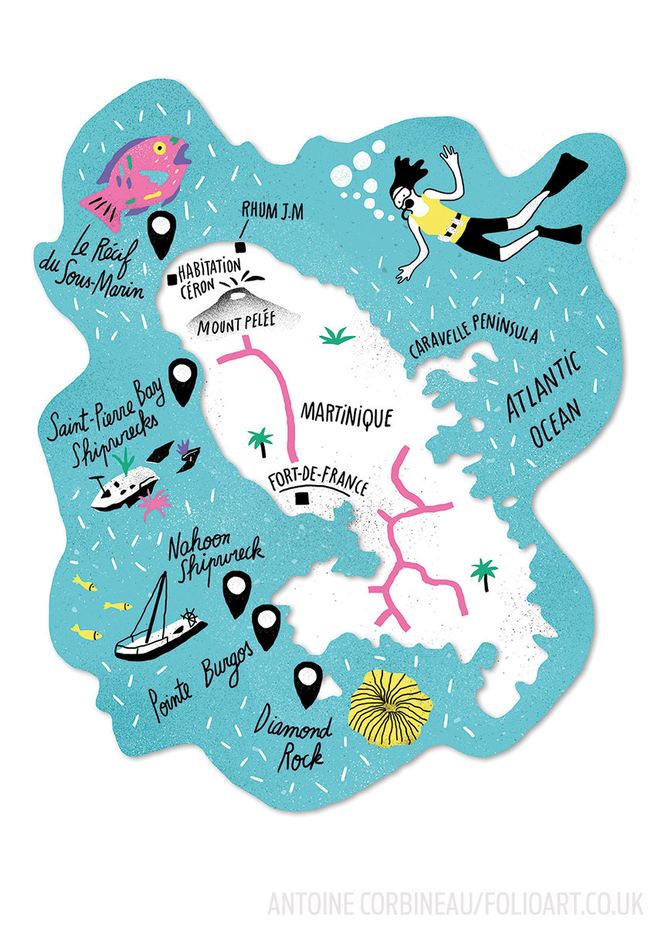 RHUM J.M
Le Récif
du Sous-Marin
HABITATION
CÉRON
MOUNT PELÉE
CARAVELLE PENINSULA
ATLANTIC
OCEAN
Saint-Pierre Bay
Shipwrecks
MARTINIQUE
FORT-DE-FRANCE
Nahoon
Shipwreck
Pointe Burgos
Diamond
Rock
ANTOINE CORBINEAU/FOLIOART.CO.UK